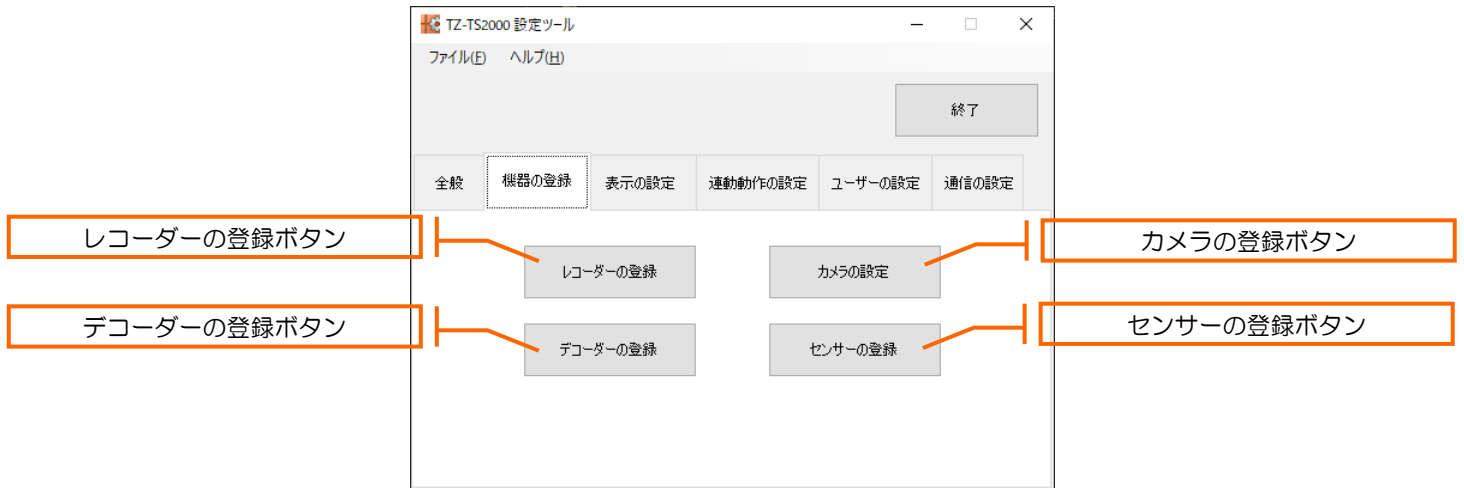 TZ-TS2000 設定ツール
ファイル(F) ヘルプ(H)
終了
全般 機器の登録 表示の設定 連動動作の設定 ユーザーの設定 通信の設定
レコーダーの登録ボタン
カメラの登録ボタン
レコーダーの登録 カメラの設定
デコーダーの登録ボタン
センサーの登録ボタン
デコーダーの登録 センサーの登録